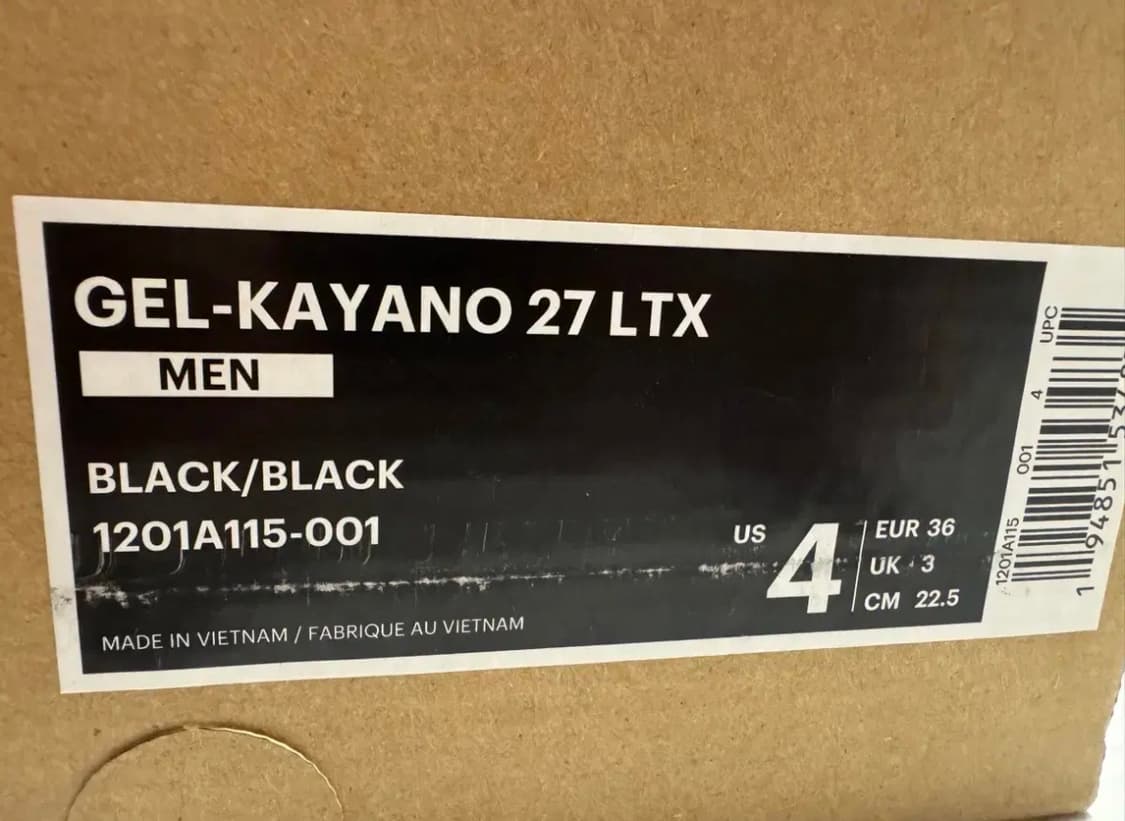 GEL-KAYANO 27 LTX
MEN
BLACK/BLACK
1201A115-001
US 4
EUR 36
UK 3
CM 22.5
MADE IN VIETNAM / FABRIQUE AU VIETNAM
UPC
1201A115 001 4